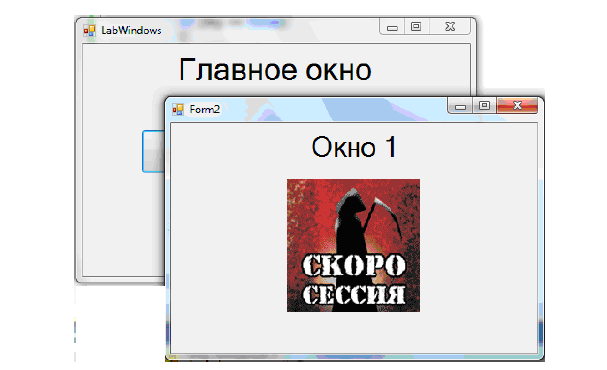 LabWindows
Главное окно
Form2
Окно 1
СКОРО
СЕССИЯ